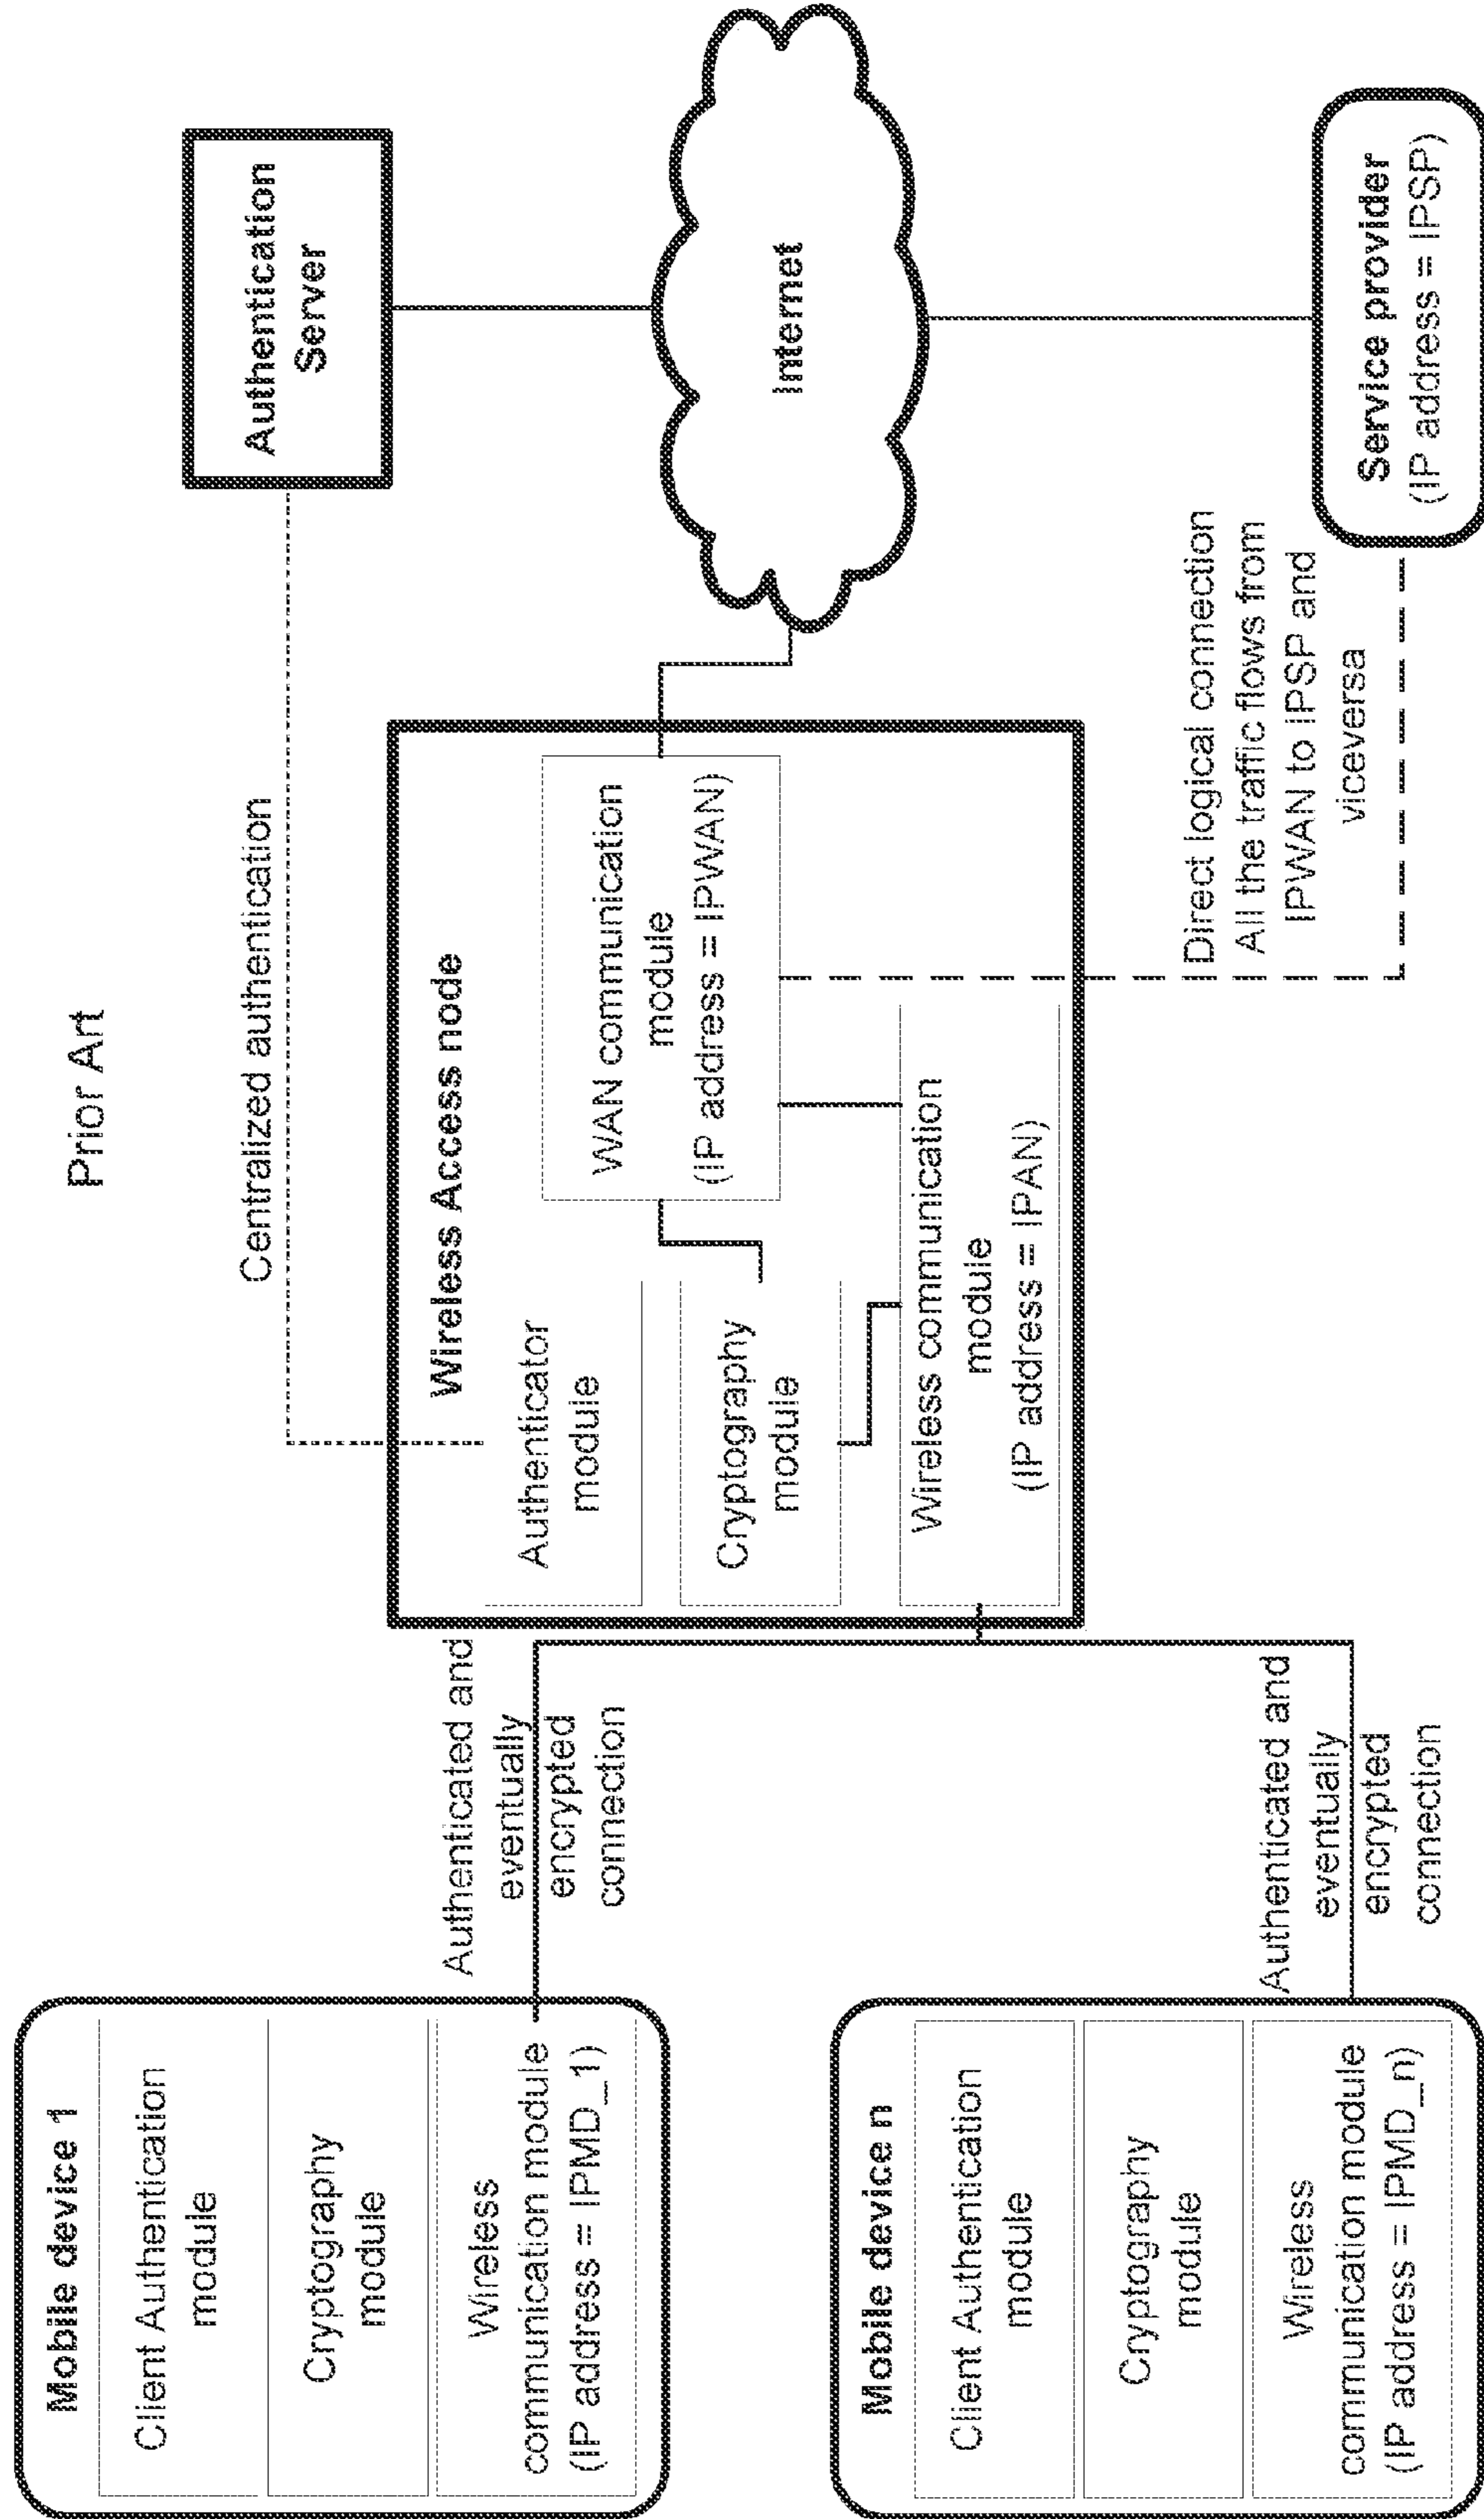 Prior Art
Mobile device 1
Client Authentication
module
Cryptography
module
Wireless
communication module
(IP address = IPMD_1)
Mobile device n
Client Authentication
module
Cryptography
module
Wireless
communication module
(IP address = IPMD_n)
Authenticated and
eventually
encrypted
connection
Authenticated and
eventually
encrypted
connection
Centralized authentication
Wireless Access node
Authenticator
module
Cryptography
module
Wireless communication
module
(IP address = IPAN)
WAN communication
module
(IP address = IPWAN)
Direct logical connection
All the traffic flows from
IPWAN to IPSP and
viceversa
Authentication
Server
Internet
Service provider
(IP address = IPSP)